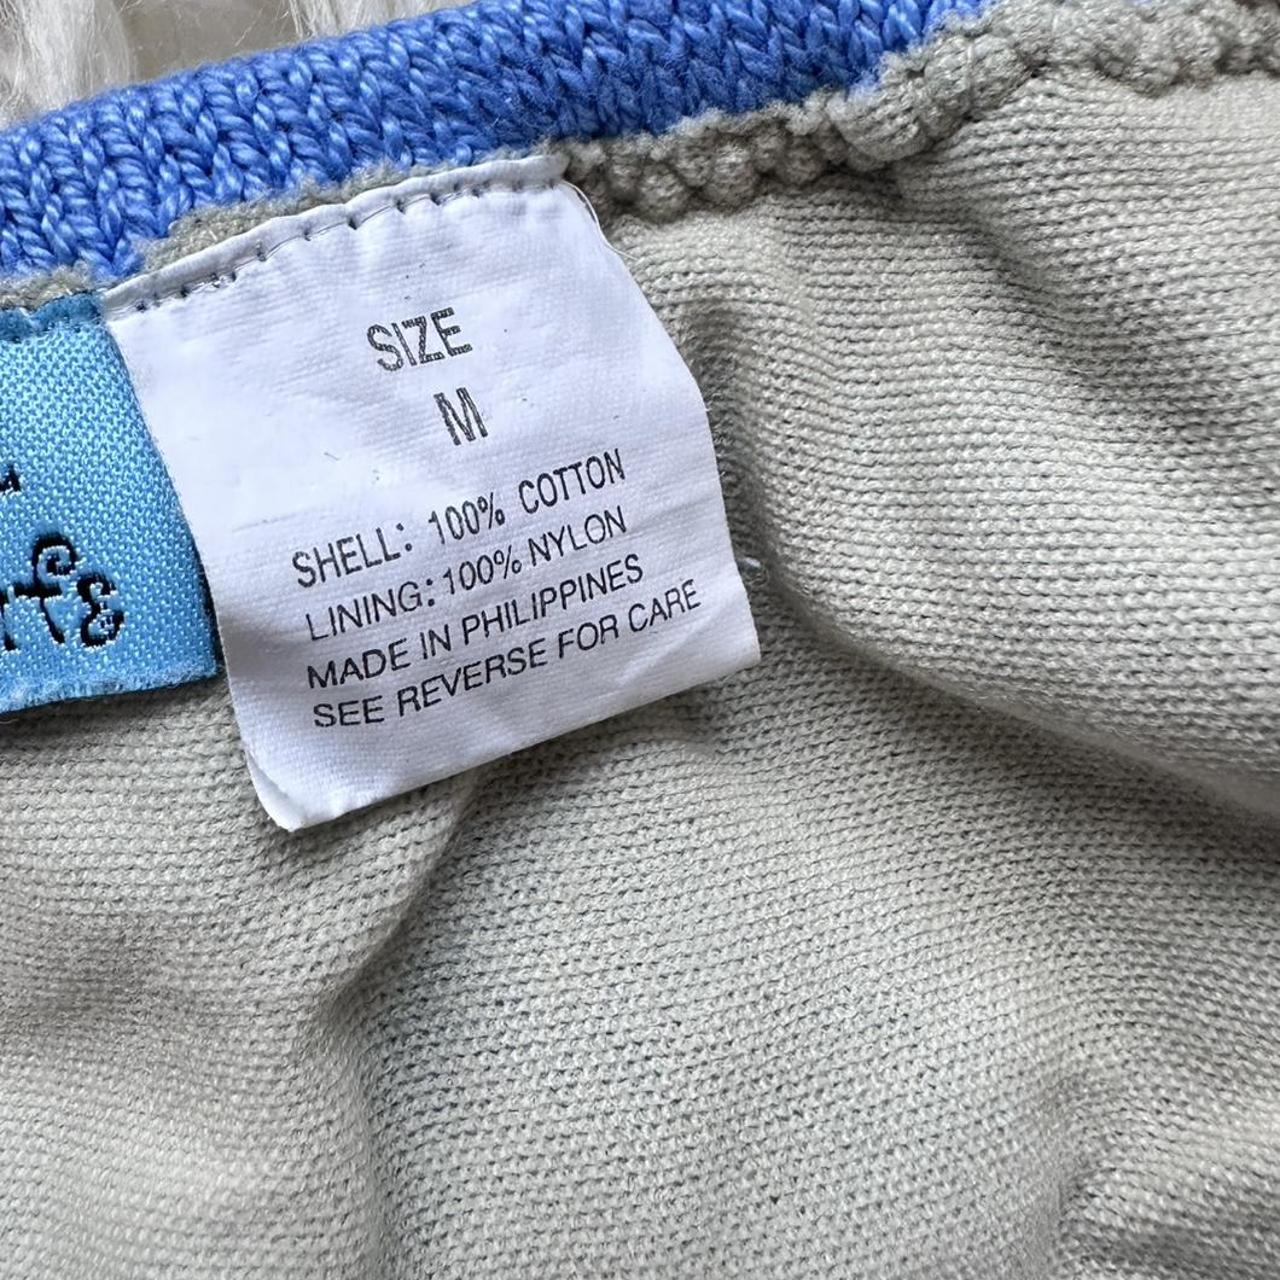 SIZE
M
SHELL: 100% COTTON
LINING: 100% NYLON
MADE IN PHILIPPINES
SEE REVERSE FOR CARE